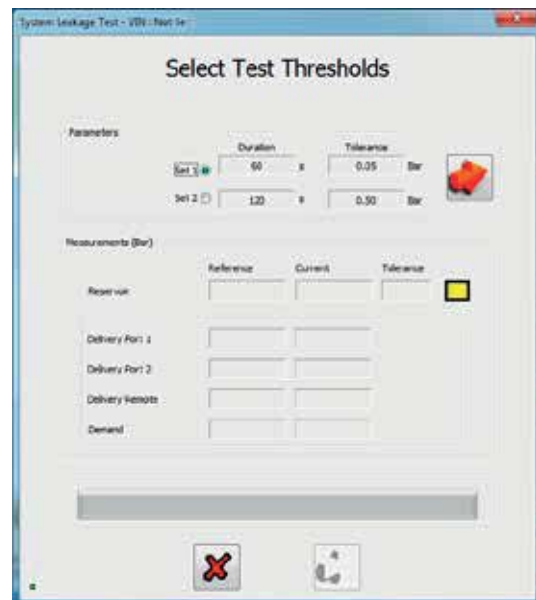 System Leakage Test - VIN : Not Se
Select Test Thresholds
Parameters
Duration Tolerance
Set 1 60 s 0.05 Bar
Set 2 120 s 0.50 Bar
Measurements (Bar)
Reference Current Tolerance
Reservoir
Delivery Port 1
Delivery Port 2
Delivery Remote
Demand